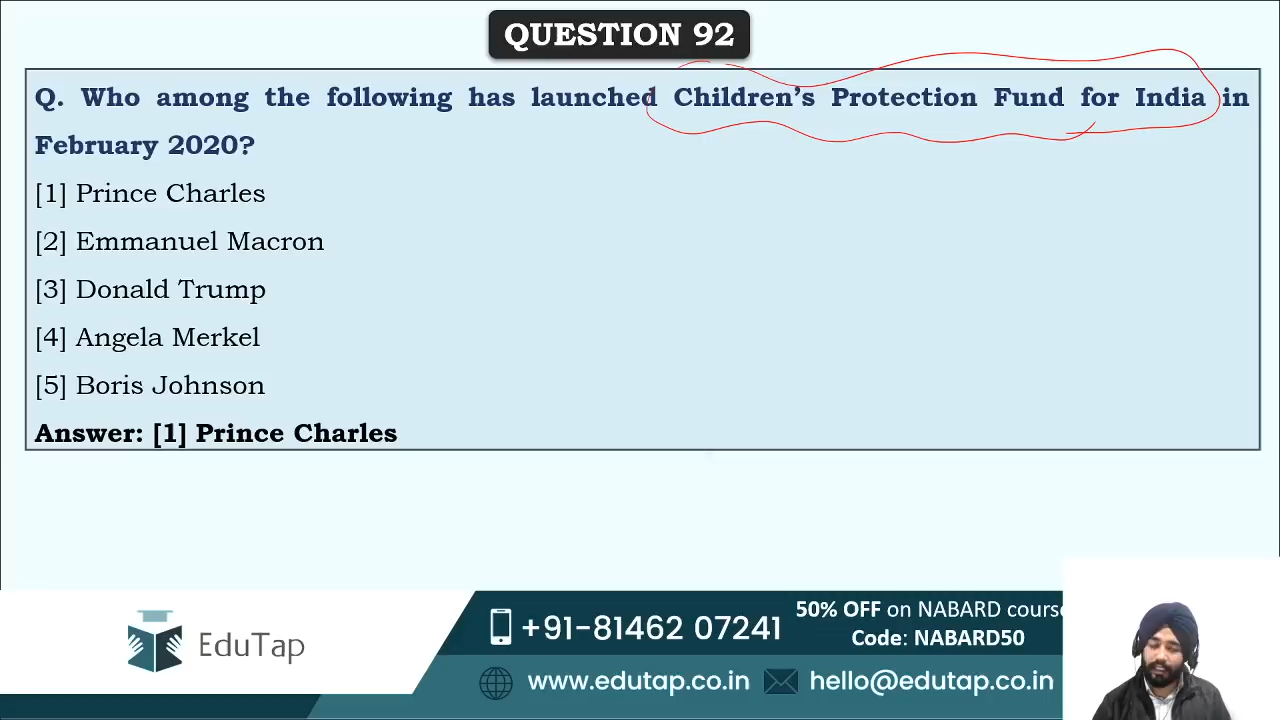 QUESTION 92
Q. Who among the following has launched Children's Protection Fund for India in
February 2020?
[1] Prince Charles
[2] Emmanuel Macron
[3] Donald Trump
[4] Angela Merkel
[5] Boris Johnson
Answer: [1] Prince Charles
EduTap
+91-81462 07241
50% OFF on NABARD course
Code: NABARD50
www.edutap.co.in
hello@edutap.co.in